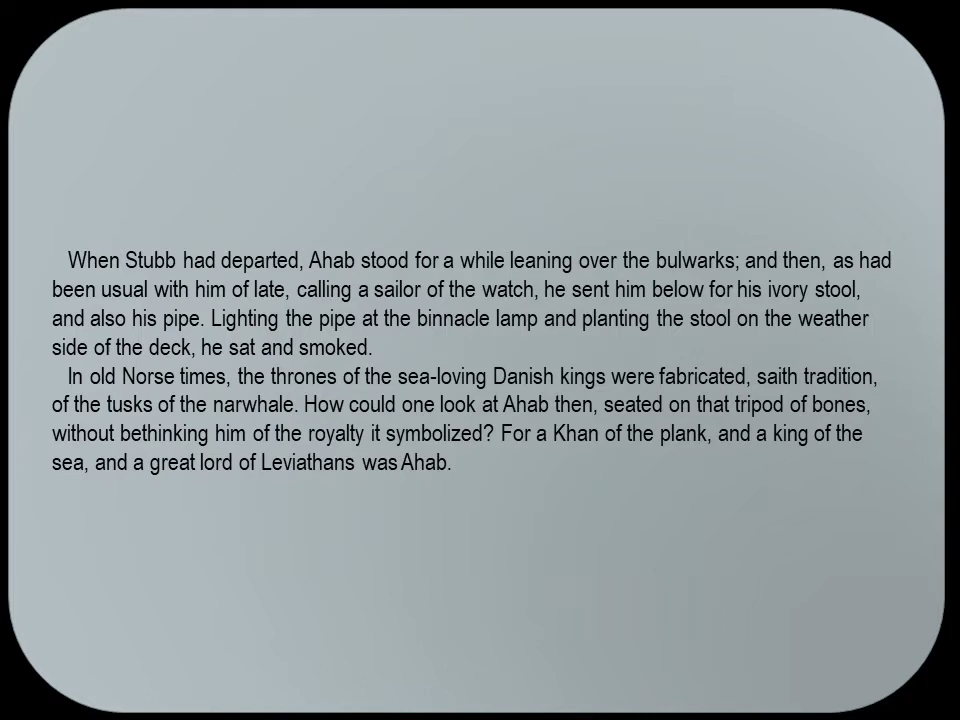 When Stubb had departed, Ahab stood for a while leaning over the bulwarks; and then, as had
been usual with him of late, calling a sailor of the watch, he sent him below for his ivory stool,
and also his pipe. Lighting the pipe at the binnacle lamp and planting the stool on the weather
side of the deck, he sat and smoked.
In old Norse times, the thrones of the sea-loving Danish kings were fabricated, saith tradition,
of the tusks of the narwhale. How could one look at Ahab then, seated on that tripod of bones,
without bethinking him of the royalty it symbolized? For a Khan of the plank, and a king of the
sea, and a great lord of Leviathans was Ahab.